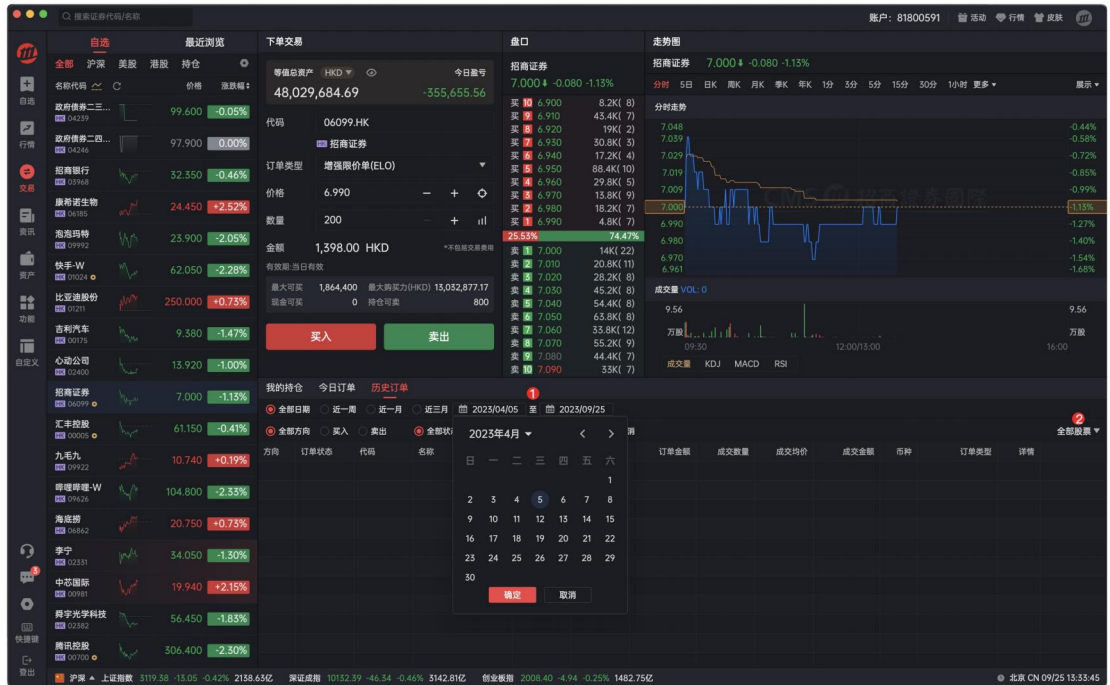 搜索证券代码/名称
账户: 81800591 活动 行情 皮肤
自选
行情
交易
资讯
资产
功能
自定义
3
快捷键
登出
自选 最近浏览
全部 沪深 美股 港股 持仓
名称代码 价格 涨跌幅
政府债券二三... 99.600 -0.05%
HK 04239
政府债券二四... 97.900 0.00%
HK 04246
招商银行 32.350 -0.46%
HK 03968
康希诺生物 24.450 +2.52%
HK 06185
泡泡玛特 23.900 -2.05%
HK 09992
快手-W 62.050 -2.28%
HK 01024
比亚迪股份 250.000 +0.73%
HK 01211
吉利汽车 9.380 -1.47%
HK 00175
心动公司 13.920 -1.00%
HK 02400
招商证券 7.000 -1.13%
HK 06099
汇丰控股 61.150 -0.41%
HK 00005
九毛九 10.740 +0.19%
HK 09922
哔哩哔哩-W 104.800 -2.33%
HK 09626
海底捞 20.750 +0.73%
HK 06862
李宁 34.050 -1.30%
HK 02331
中芯国际 19.940 +2.15%
HK 00981
舜宇光学科技 56.450 -1.83%
HK 02382
腾讯控股 306.400 -2.30%
HK 00700
下单交易
等值总资产 HKD 今日盈亏
48,029,684.69 -355,655.56
代码 06099.HK
HK 招商证券
订单类型 增强限价单(ELO)
价格 6.990 − +
数量 200 − +
金额 1,398.00 HKD *不包括交易费用
有效期:当日有效
最大可买 1,864,400 最大购买力(HKD) 13,032,877.17
现金可买 0 持仓可卖 800
买入 卖出
盘口
招商证券
7.000⬇ -0.080 -1.13%
买 10 6.900 8.2K( 8)
买 9 6.910 43.4K( 7)
买 8 6.920 19K( 2)
买 7 6.930 30.8K( 3)
买 6 6.940 17.2K( 4)
买 5 6.950 88.4K( 10)
买 4 6.960 29.8K( 5)
买 3 6.970 13.8K( 9)
买 2 6.980 18.2K( 7)
买 1 6.990 4.8K( 7)
25.53% 74.47%
卖 1 7.000 14K( 22)
卖 2 7.010 20.8K( 11)
卖 3 7.020 28.2K( 8)
卖 4 7.030 45.2K( 8)
卖 5 7.040 54.4K( 8)
卖 6 7.050 63.8K( 8)
卖 7 7.060 33.8K( 12)
卖 8 7.070 55.2K( 9)
卖 9 7.080 44.4K( 7)
卖 10 7.090 33K( 7)
走势图
招商证券 7.000⬇ -0.080 -1.13%
分时 5日 日K 周K 月K 季K 年K 1分 3分 5分 15分 30分 1小时 更多 展示
分时走势
7.048 -0.44%
7.039 -0.58%
7.029 -0.72%
7.019 -0.85%
7.009 -0.99%
7.000 -1.13%
6.990 -1.27%
6.980 -1.40%
6.970 -1.54%
6.961 -1.68%
成交量 VOL: 0
9.56 9.56
万股 万股
09:30 12:00/13:00 16:00
成交量 KDJ MACD RSI
我的持仓 今日订单 历史订单
1
全部日期 近一周 近一月 近三月 2023/04/05 至 2023/09/25
2
全部方向 买入 卖出 全部状 消 全部股票
方向 订单状态 代码 名称 订单金额 成交数量 成交均价 成交金额 币种 订单类型 详情
2023年4月
日 一 二 三 四 五 六
1
2 3 4 5 6 7 8
9 10 11 12 13 14 15
16 17 18 19 20 21 22
23 24 25 26 27 28 29
30
确定 取消
沪深 上证指数 3119.38 -13.05 -0.42% 2138.63亿 深证成指 10132.39 -46.34 -0.46% 3142.81亿 创业板指 2008.40 -4.94 -0.25% 1482.75亿 北京 CN 09/25 13:33:45